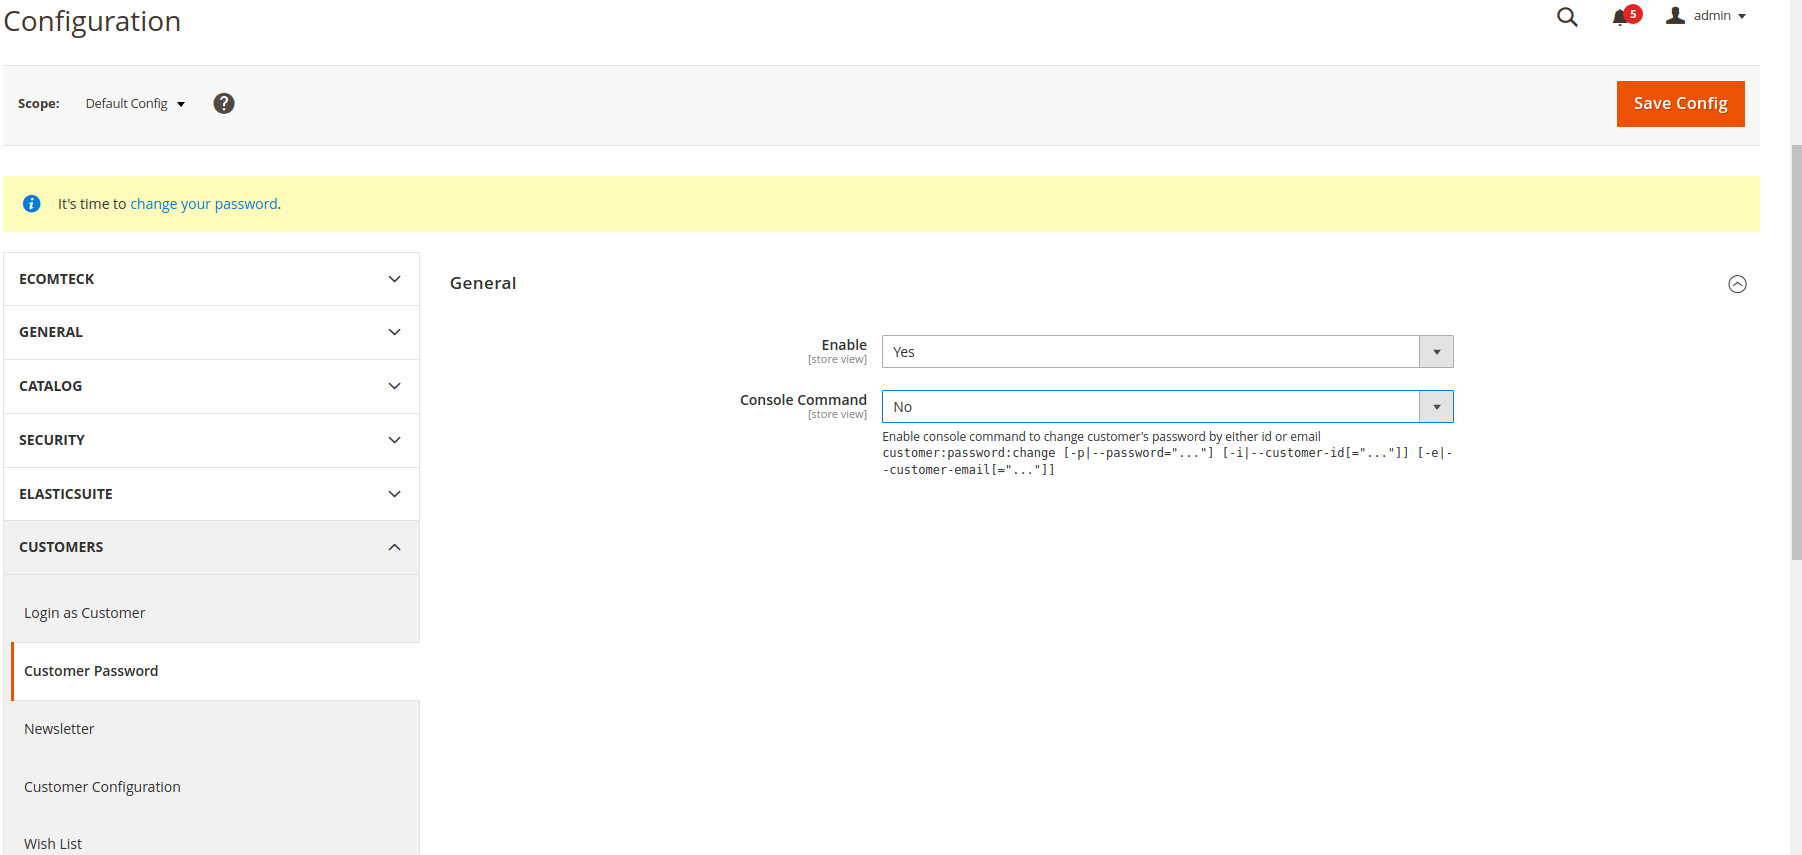 Configuration
5
admin
Scope:
Default Config
?
Save Config
It's time to change your password.
ECOMTECK
GENERAL
CATALOG
SECURITY
ELASTICSUITE
CUSTOMERS
Login as Customer
Customer Password
Newsletter
Customer Configuration
Wish List
General
Enable
[store view]
Yes
Console Command
[store view]
No
Enable console command to change customer's password by either id or email
customer:password:change [-p|--password="..."] [-i|--customer-id[="..."]] [-e|-
-customer-email[="..."]]